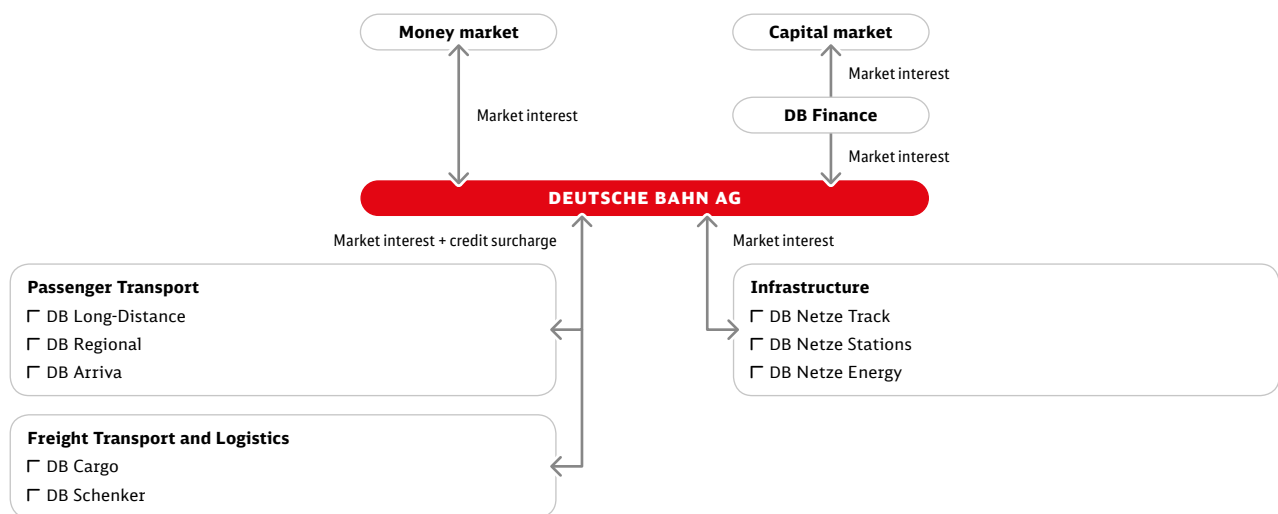 Money market
Capital market
Market interest
DB Finance
Market interest
Market interest
DEUTSCHE BAHN AG
Market interest + credit surcharge
Market interest
Passenger Transport
DB Long-Distance
DB Regional
DB Arriva
Infrastructure
DB Netze Track
DB Netze Stations
DB Netze Energy
Freight Transport and Logistics
DB Cargo
DB Schenker